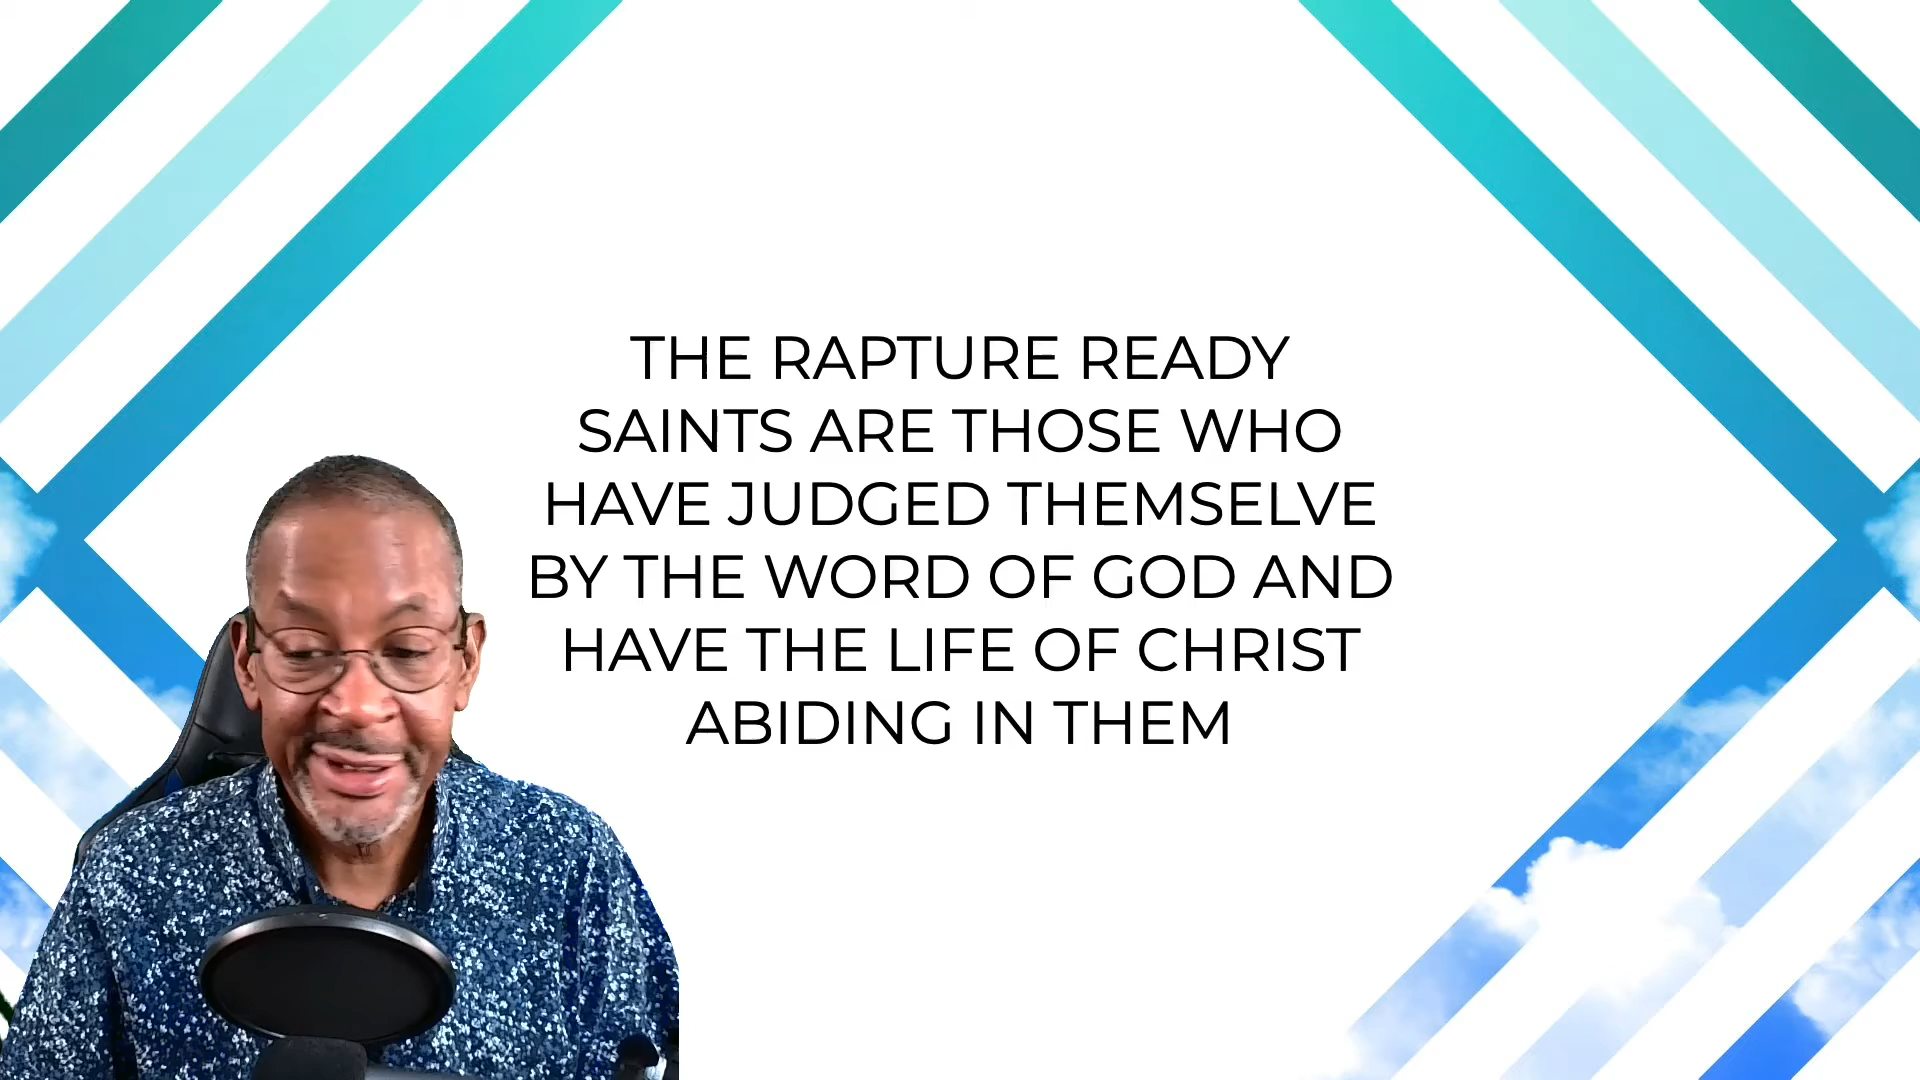 THE RAPTURE READY
SAINTS ARE THOSE WHO
HAVE JUDGED THEMSELVE
BY THE WORD OF GOD AND
HAVE THE LIFE OF CHRIST
ABIDING IN THEM